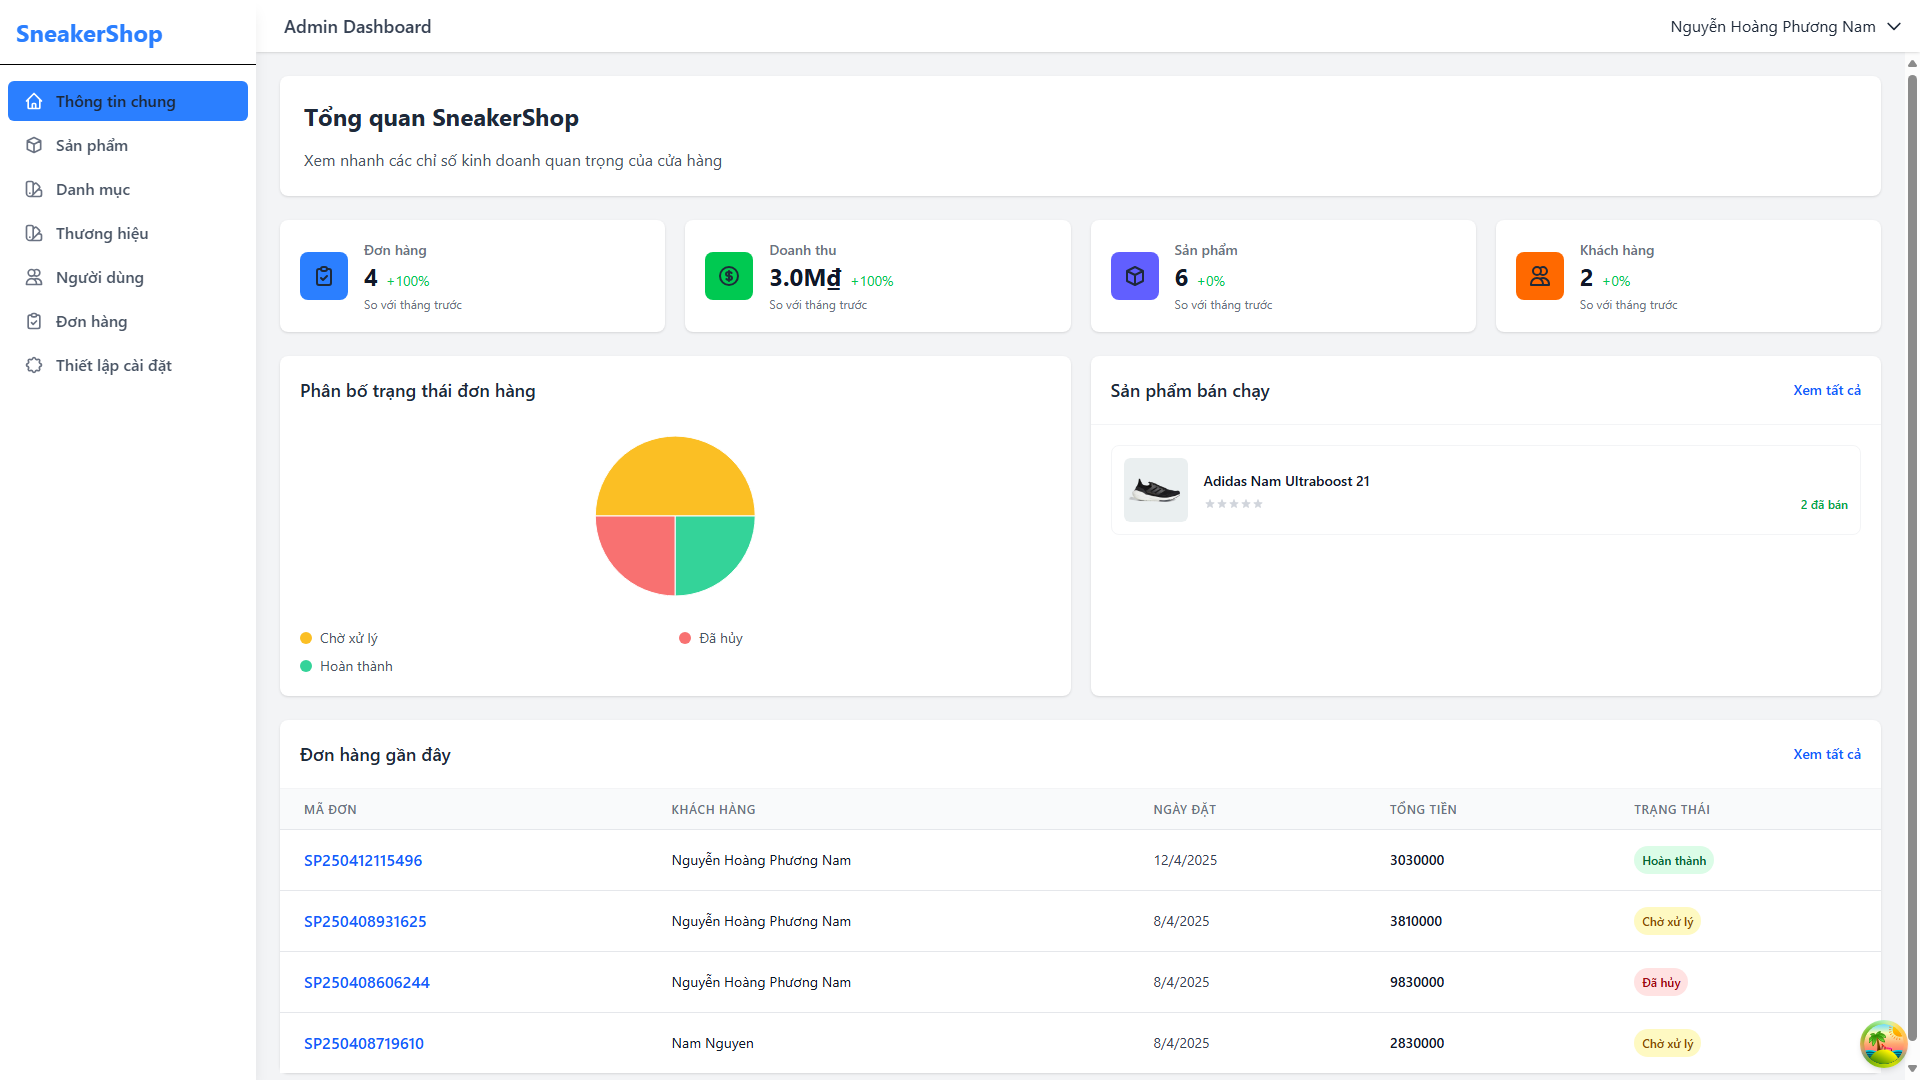 SneakerShop
Admin Dashboard
Nguyễn Hoàng Phương Nam
Thông tin chung
Sản phẩm
Danh mục
Thương hiệu
Người dùng
Đơn hàng
Thiết lập cài đặt
Tổng quan SneakerShop
Xem nhanh các chỉ số kinh doanh quan trọng của cửa hàng
Đơn hàng
4 +100%
So với tháng trước
Doanh thu
3.0M₫ +100%
So với tháng trước
Sản phẩm
6 +0%
So với tháng trước
Khách hàng
2 +0%
So với tháng trước
Phân bố trạng thái đơn hàng
Chờ xử lý
Đã hủy
Hoàn thành
Sản phẩm bán chạy
Xem tất cả
Adidas Nam Ultraboost 21
2 đã bán
Đơn hàng gần đây
Xem tất cả
MÃ ĐƠN KHÁCH HÀNG NGÀY ĐẶT TỔNG TIỀN TRẠNG THÁI
SP250412115496 Nguyễn Hoàng Phương Nam 12/4/2025 3030000 Hoàn thành
SP250408931625 Nguyễn Hoàng Phương Nam 8/4/2025 3810000 Chờ xử lý
SP250408606244 Nguyễn Hoàng Phương Nam 8/4/2025 9830000 Đã hủy
SP250408719610 Nam Nguyen 8/4/2025 2830000 Chờ xử lý